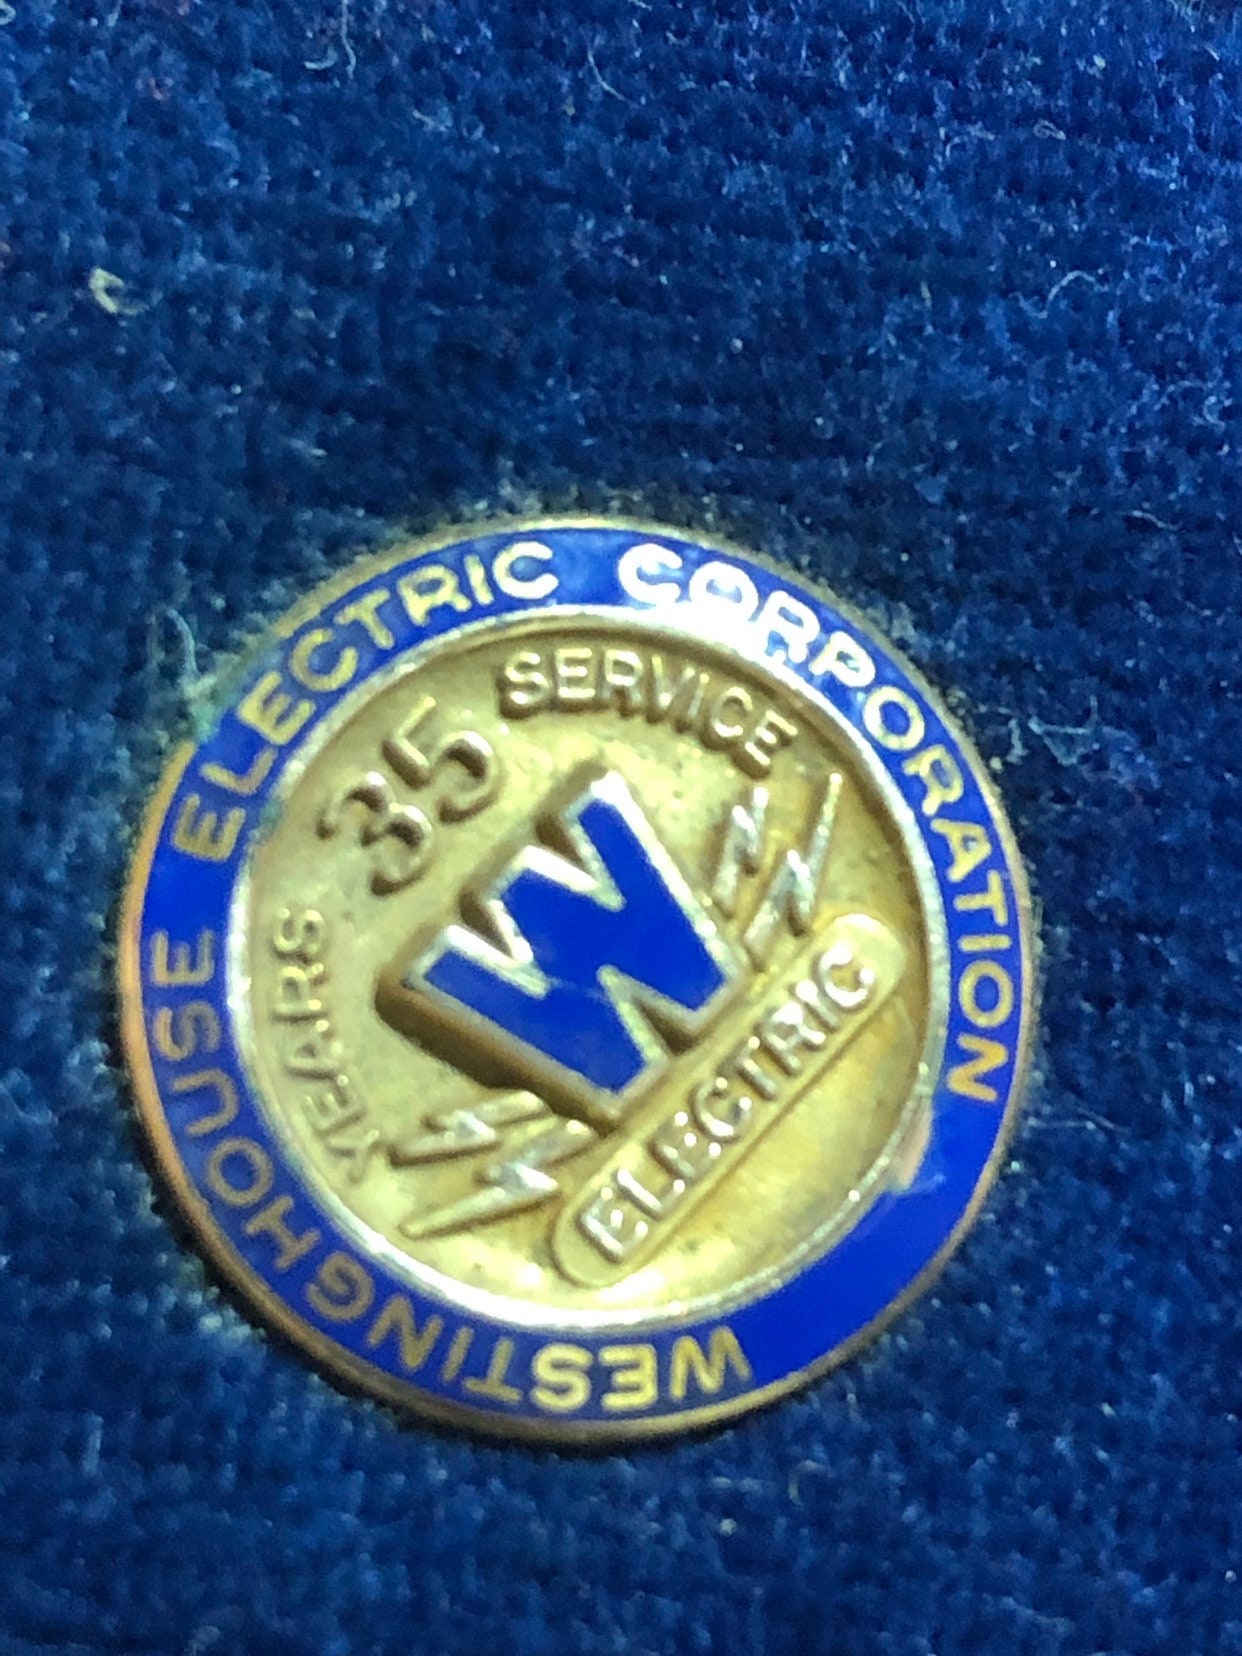 WESTINGHOUSE ELECTRIC CORPORATION
YEARS 35 SERVICE
W
ELECTRIC